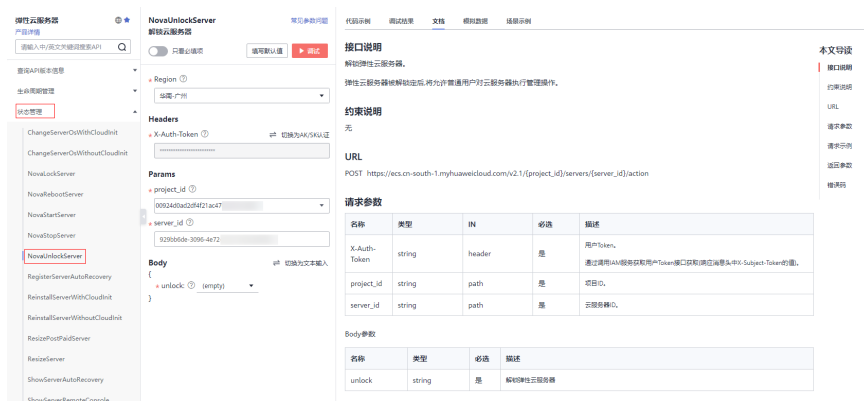 弹性云服务器
产品详情
请输入中/英文关键词搜索API
查询API版本信息
生命周期管理
状态管理
ChangeServerOsWithCloudInit
ChangeServerOsWithoutCloudInit
NovaLockServer
NovaRebootServer
NovaStartServer
NovaStopServer
NovaUnlockServer
RegisterServerAutoRecovery
ReinstallServerWithCloudInit
ReinstallServerWithoutCloudInit
ResizePostPaidServer
ResizeServer
ShowServerAutoRecovery
ShowServerRemoteConsole
NovaUnlockServer
常见参数问题
解锁云服务器
只看必填项
填写默认值
调试
* Region
华南-广州
Headers
* X-Auth-Token
切换为AK/SK认证
Params
* project_id
00924d0ad2df4f21ac47
* server_id
929bb6de-3096-4e72
Body
切换为文本输入
{
* unlock: (empty)
}
代码示例 调试结果 文档 模拟数据 场景示例
接口说明
解锁弹性云服务器。
弹性云服务器被解锁定后,将允许普通用户对云服务器执行管理操作。
约束说明
无
URL
POST https://ecs.cn-south-1.myhuaweicloud.com/v2.1/{project_id}/servers/{server_id}/action
请求参数
名称 类型 IN 必选 描述
X-Auth-Token string header 是 用户Token。
通过调用IAM服务获取用户Token接口获取(响应消息头中X-Subject-Token的值)。
project_id string path 是 项目ID。
server_id string path 是 云服务器ID。
Body参数
名称 类型 必选 描述
unlock string 是 解锁弹性云服务器
本文导读
接口说明
约束说明
URL
请求参数
请求示例
返回参数
错误码